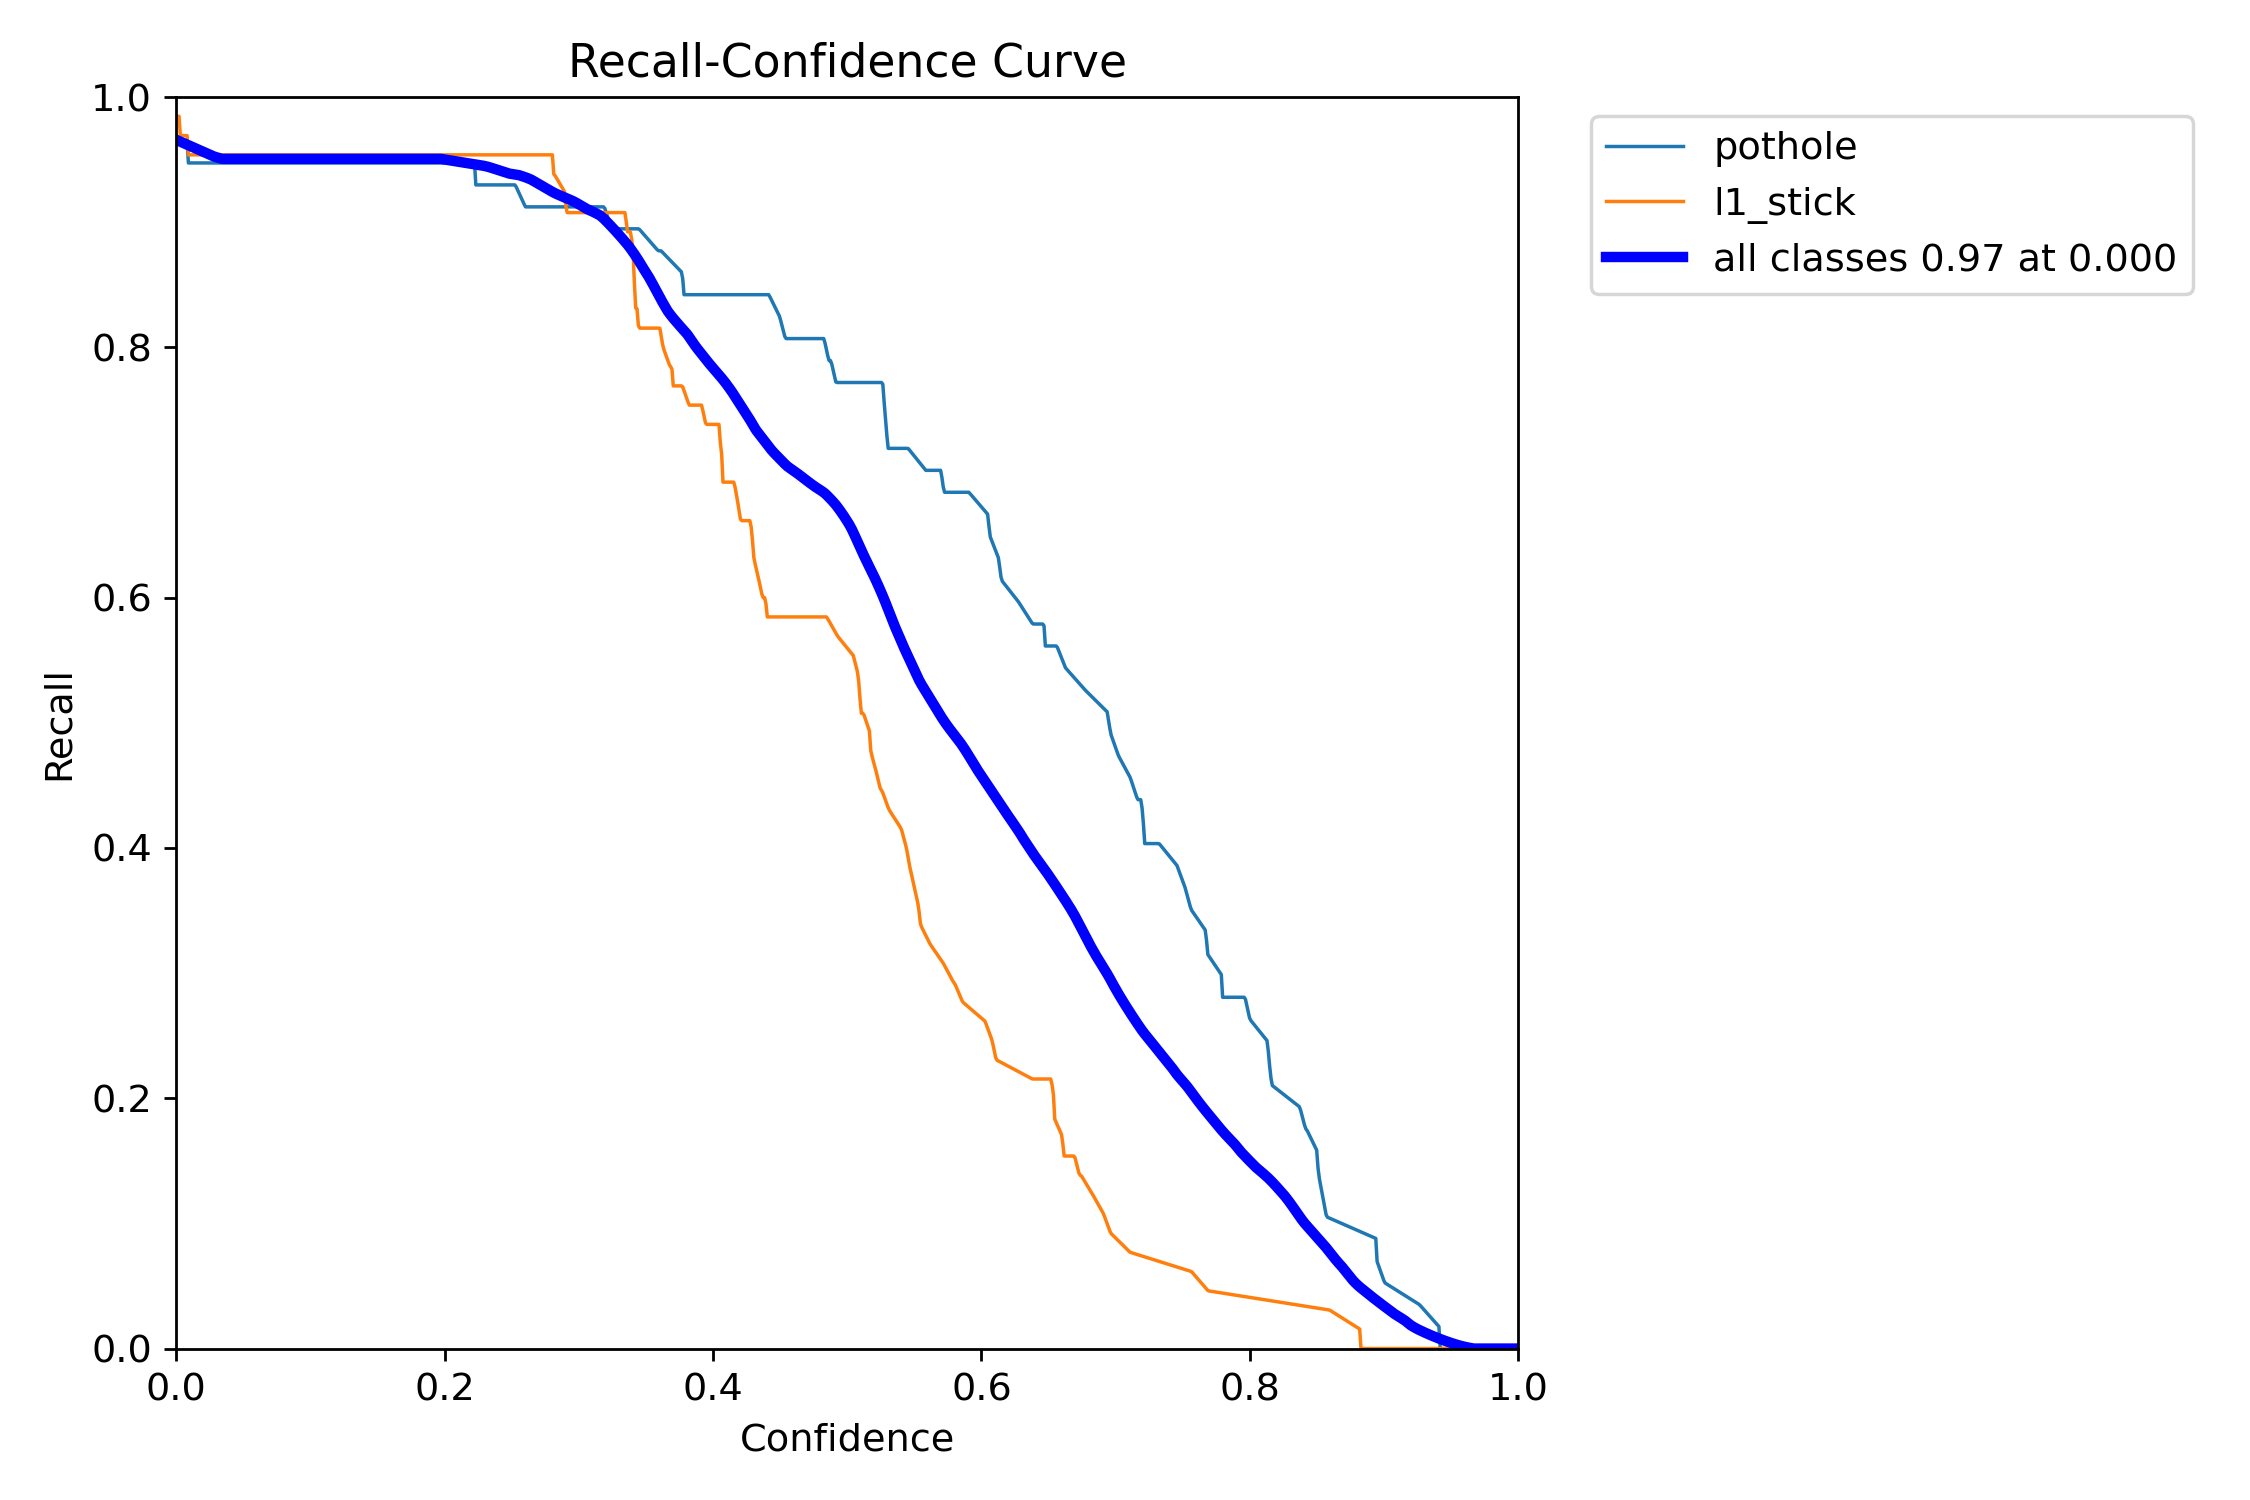 Recall-Confidence Curve
1.0
0.8
0.6
0.4
0.2
0.0
Recall
0.0 0.2 0.4 0.6 0.8 1.0
Confidence
pothole
l1_stick
all classes 0.97 at 0.000